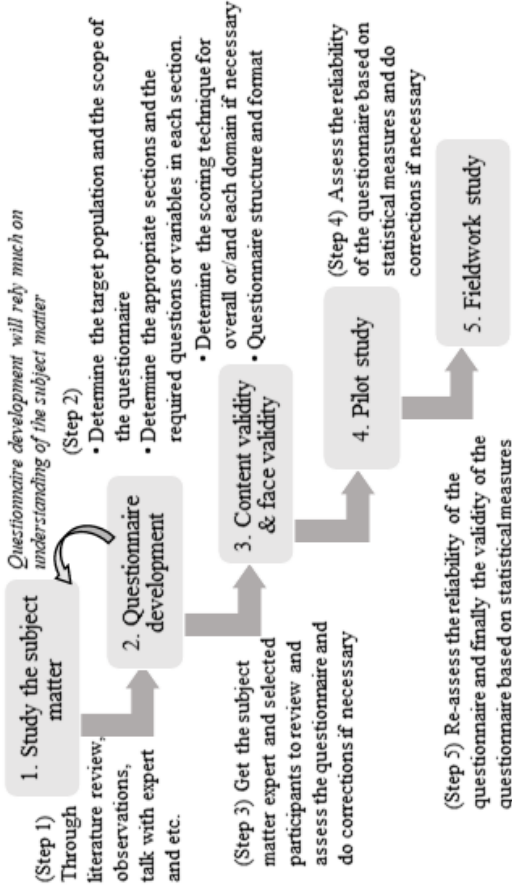 Questionnaire development will rely much on
understanding of the subject matter
1. Study the subject
matter
(Step 1)
Through
literature review,
observations,
talk with expert
and etc.
(Step 2)
• Determine the target population and the scope of
the questionnaire
• Determine the appropriate sections and the
required questions or variables in each section.
• Determine the scoring technique for
overall or/and each domain if necessary
• Questionnaire structure and format
2. Questionnaire
development
(Step 3) Get the subject
matter expert and selected
participants to review and
assess the questionnaire and
do corrections if necessary
3. Content validity
& face validity
(Step 4) Assess the reliability
of the questionnaire based on
statistical measures and do
corrections if necessary
4. Pilot study
5. Fieldwork study
(Step 5) Re-assess the reliability of the
questionnaire and finally the validity of the
questionnaire based on statistical measures